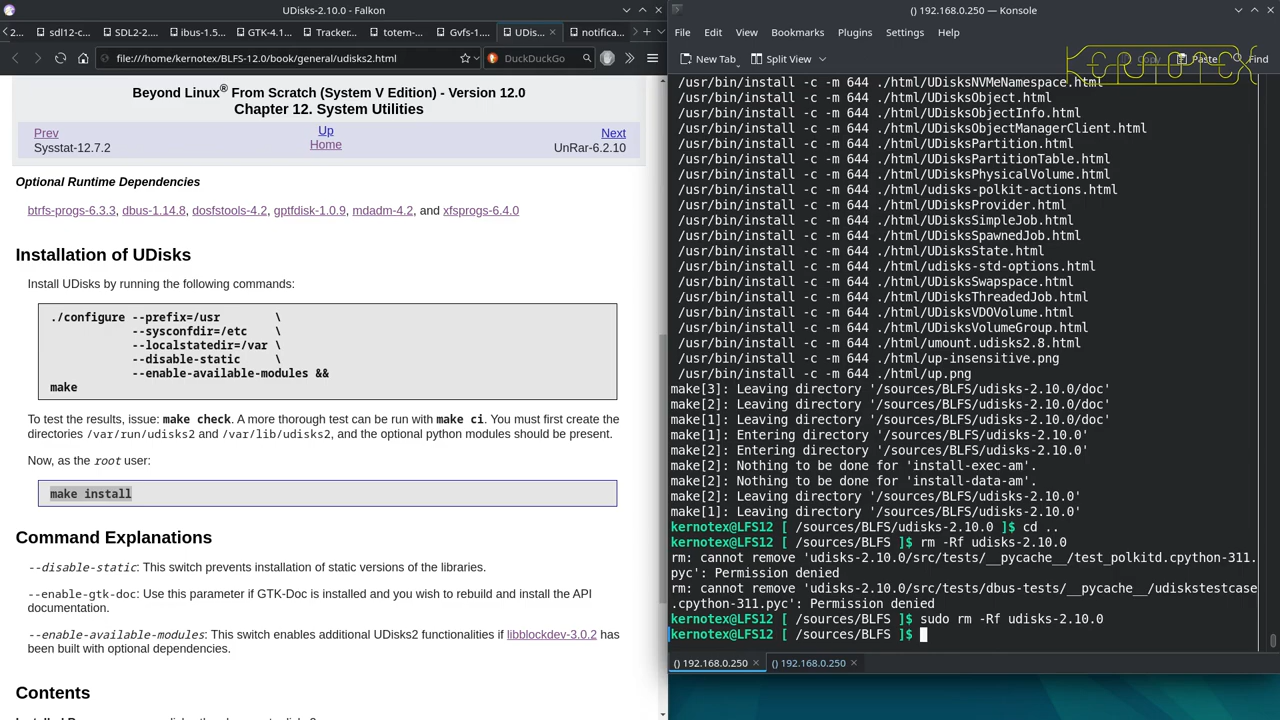 UDisks-2.10.0 - Falkon
2...
sdl12-c...
SDL2-2....
ibus-1.5...
GTK-4.1...
Tracker...
totem-...
Gvfs-1....
UDis...
notifica...
file:///home/kernotex/BLFS-12.0/book/general/udisks2.html
DuckDuckGo
Beyond Linux® From Scratch (System V Edition) - Version 12.0
Chapter 12. System Utilities
Prev Up Next
Sysstat-12.7.2 Home UnRar-6.2.10
Optional Runtime Dependencies
btrfs-progs-6.3.3, dbus-1.14.8, dosfstools-4.2, gptfdisk-1.0.9, mdadm-4.2, and xfsprogs-6.4.0
Installation of UDisks
Install UDisks by running the following commands:
./configure --prefix=/usr \
--sysconfdir=/etc \
--localstatedir=/var \
--disable-static \
--enable-available-modules &&
make
To test the results, issue: make check. A more thorough test can be run with make ci. You must first create the
directories /var/run/udisks2 and /var/lib/udisks2, and the optional python modules should be present.
Now, as the root user:
make install
Command Explanations
--disable-static: This switch prevents installation of static versions of the libraries.
--enable-gtk-doc: Use this parameter if GTK-Doc is installed and you wish to rebuild and install the API
documentation.
--enable-available-modules: This switch enables additional UDisks2 functionalities if libblockdev-3.0.2 has
been built with optional dependencies.
Contents
() 192.168.0.250 — Konsole
File Edit View Bookmarks Plugins Settings Help
New Tab Split View Copy Paste Find
KERNOTEX
/usr/bin/install -c -m 644 ./html/UDisksNVMeNamespace.html
/usr/bin/install -c -m 644 ./html/UDisksObject.html
/usr/bin/install -c -m 644 ./html/UDisksObjectInfo.html
/usr/bin/install -c -m 644 ./html/UDisksObjectManagerClient.html
/usr/bin/install -c -m 644 ./html/UDisksPartition.html
/usr/bin/install -c -m 644 ./html/UDisksPartitionTable.html
/usr/bin/install -c -m 644 ./html/UDisksPhysicalVolume.html
/usr/bin/install -c -m 644 ./html/udisks-polkit-actions.html
/usr/bin/install -c -m 644 ./html/UDisksProvider.html
/usr/bin/install -c -m 644 ./html/UDisksSimpleJob.html
/usr/bin/install -c -m 644 ./html/UDisksSpawnedJob.html
/usr/bin/install -c -m 644 ./html/UDisksState.html
/usr/bin/install -c -m 644 ./html/udisks-std-options.html
/usr/bin/install -c -m 644 ./html/UDisksSwapspace.html
/usr/bin/install -c -m 644 ./html/UDisksThreadedJob.html
/usr/bin/install -c -m 644 ./html/UDisksVDOVolume.html
/usr/bin/install -c -m 644 ./html/UDisksVolumeGroup.html
/usr/bin/install -c -m 644 ./html/umount.udisks2.8.html
/usr/bin/install -c -m 644 ./html/up-insensitive.png
/usr/bin/install -c -m 644 ./html/up.png
make[3]: Leaving directory '/sources/BLFS/udisks-2.10.0/doc'
make[2]: Leaving directory '/sources/BLFS/udisks-2.10.0/doc'
make[1]: Leaving directory '/sources/BLFS/udisks-2.10.0/doc'
make[1]: Entering directory '/sources/BLFS/udisks-2.10.0'
make[2]: Entering directory '/sources/BLFS/udisks-2.10.0'
make[2]: Nothing to be done for 'install-exec-am'.
make[2]: Nothing to be done for 'install-data-am'.
make[2]: Leaving directory '/sources/BLFS/udisks-2.10.0'
make[1]: Leaving directory '/sources/BLFS/udisks-2.10.0'
kernotex@LFS12 [ /sources/BLFS/udisks-2.10.0 ]$ cd ..
kernotex@LFS12 [ /sources/BLFS ]$ rm -Rf udisks-2.10.0
rm: cannot remove 'udisks-2.10.0/src/tests/__pycache__/test_polkitd.cpython-311.
pyc': Permission denied
rm: cannot remove 'udisks-2.10.0/src/tests/dbus-tests/__pycache__/udiskstestcase
.cpython-311.pyc': Permission denied
kernotex@LFS12 [ /sources/BLFS ]$ sudo rm -Rf udisks-2.10.0
kernotex@LFS12 [ /sources/BLFS ]$
() 192.168.0.250
() 192.168.0.250